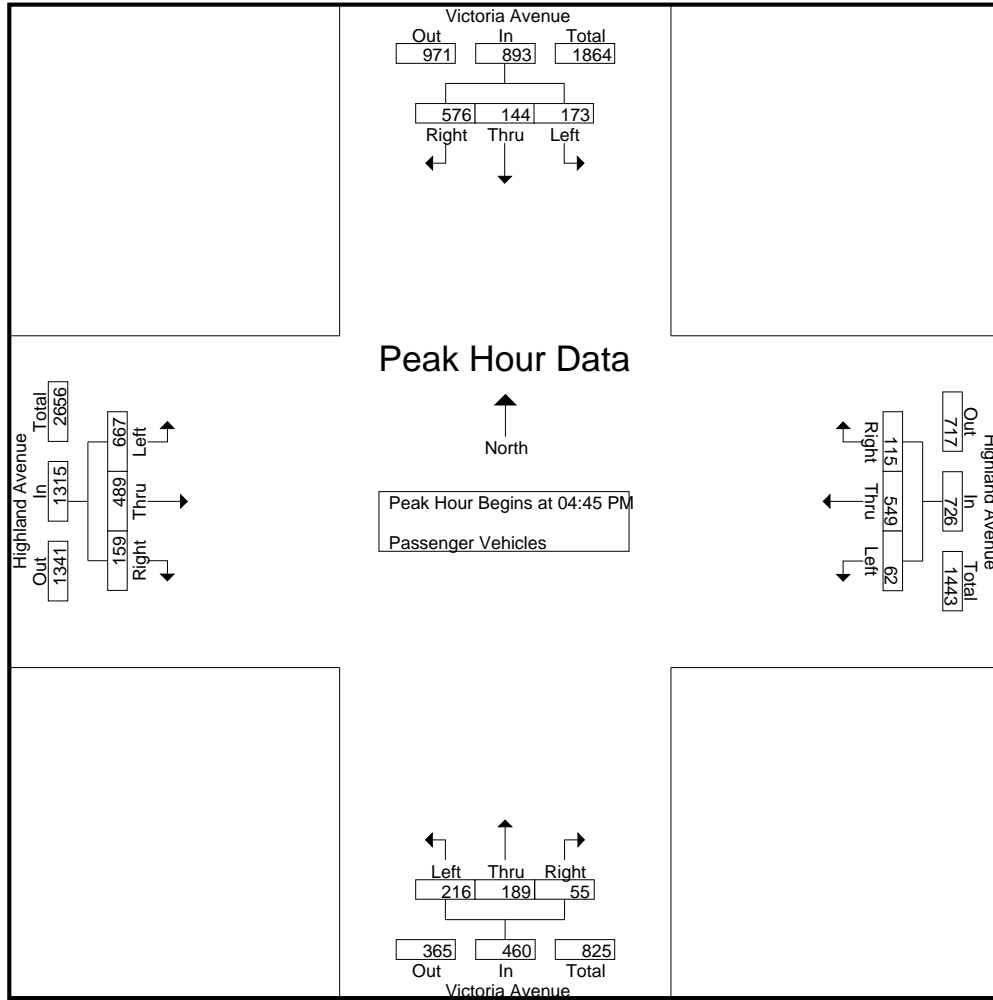 Victoria Avenue
Out In Total
971 893 1864
576 144 173
Right Thru Left
Peak Hour Data
North
Peak Hour Begins at 04:45 PM
Passenger Vehicles
Highland Avenue
Total In Out
2656 1315 1341
667 489 159
Left Thru Right
Highland Avenue
Out In Total
717 726 1443
115 549 62
Right Thru Left
Left Thru Right
216 189 55
365 460 825
Out In Total
Victoria Avenue